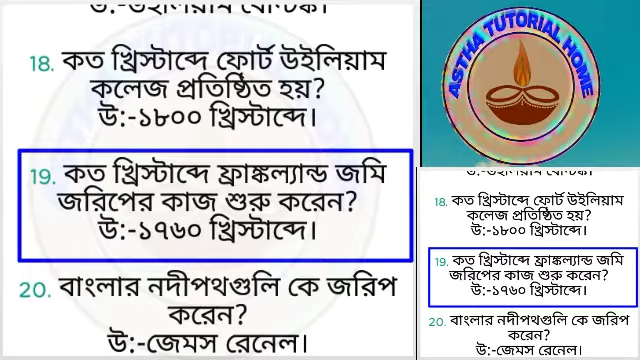 18. কত খ্রিস্টাব্দে ফোর্ট উইলিয়াম
কলেজ প্রতিষ্ঠিত হয়?
উ:-১৮০০ খ্রিস্টাব্দে।
19. কত খ্রিস্টাব্দে ফ্রাঙ্কল্যান্ড জমি
জরিপের কাজ শুরু করেন?
উ:-১৭৬০ খ্রিস্টাব্দে।
20. বাংলার নদীপথগুলি কে জরিপ
করেন?
উ:-জেমস রেনেল।
ASTHA TUTORIAL HOME
18. কত খ্রিস্টাব্দে ফোর্ট উইলিয়াম
কলেজ প্রতিষ্ঠিত হয়?
উ:-১৮০০ খ্রিস্টাব্দে।
19. কত খ্রিস্টাব্দে ফ্রাঙ্কল্যান্ড জমি
জরিপের কাজ শুরু করেন?
উ:-১৭৬০ খ্রিস্টাব্দে।
20. বাংলার নদীপথগুলি কে জরিপ
করেন?
উ:-জেমস রেনেল।